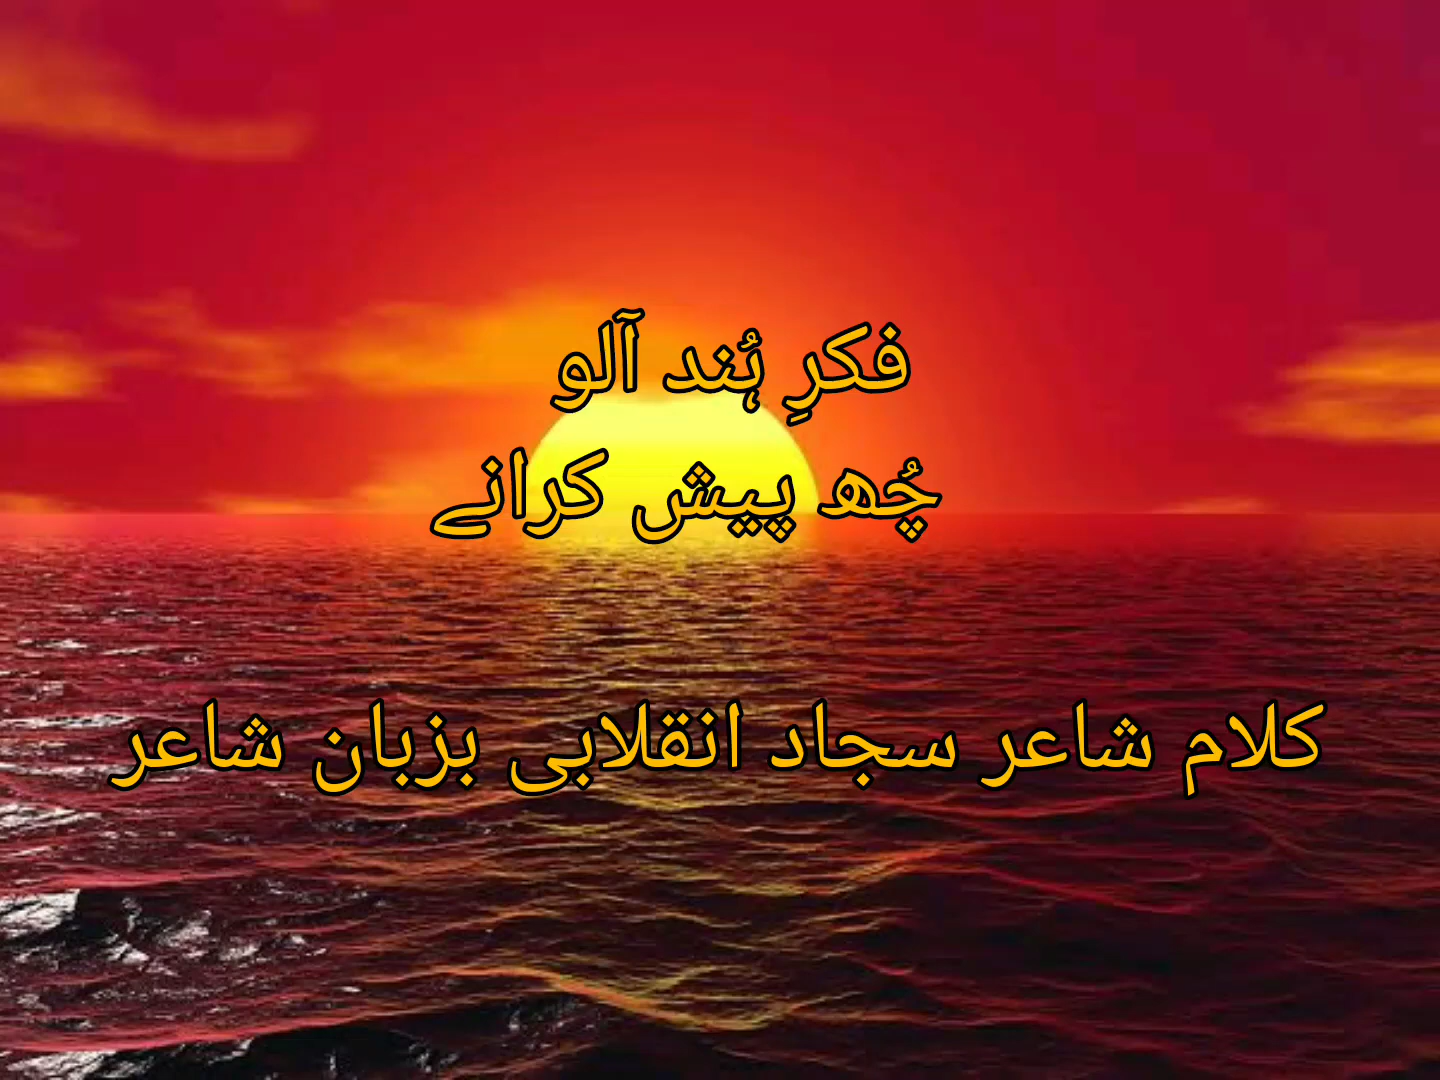 فکرِ ہُند آلو
چُھ پیش کرانے
کلام شاعر سجاد انقلابی بزبان شاعر